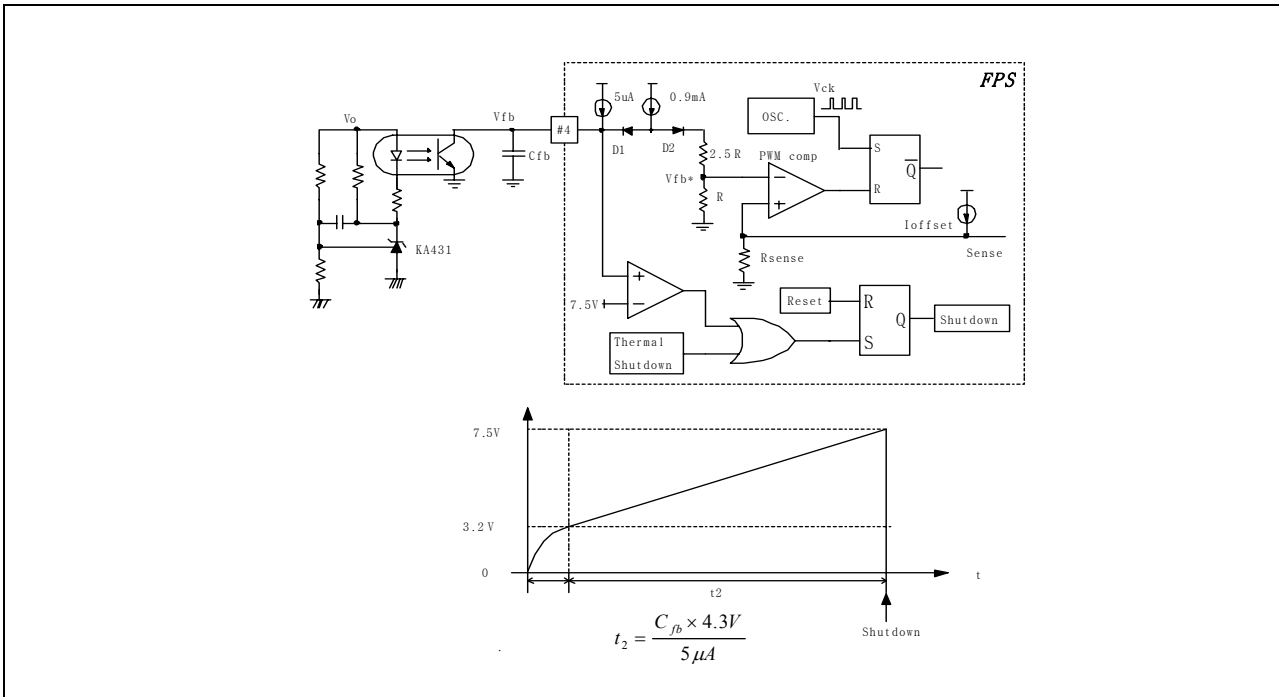 FPS
5uA
0.9mA
Vck
OSC.
Vo
Vfb
#4
Cfb
D1
D2
2.5R
PWM comp
S
Q
Vfb*
R
R
Ioffset
KA431
Rsense
Sense
7.5V
Reset
R
Q
S
Shutdown
Thermal
Shutdown
7.5V
3.2V
0
t
t2
Shutdown
t₂ = C_fb × 4.3V / 5μA